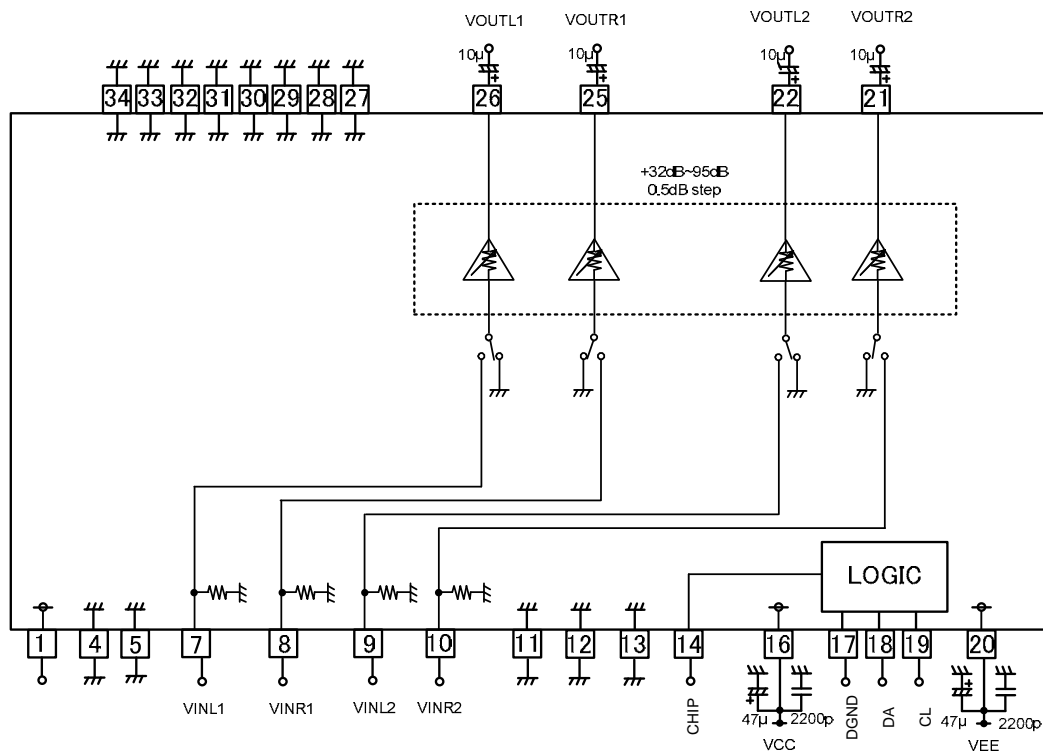 VOUTL1 VOUTR1 VOUTL2 VOUTR2
10µ 10µ 10µ 10µ
34 33 32 31 30 29 28 27 26 25 22 21
+32dB~95dB
0.5dB step
LOGIC
1 4 5 7 8 9 10 11 12 13 14 16 17 18 19 20
VINL1 VINR1 VINL2 VINR2
CHIP
47µ 2200p
VCC
DGND
DA
CL
47µ 2200p
VEE